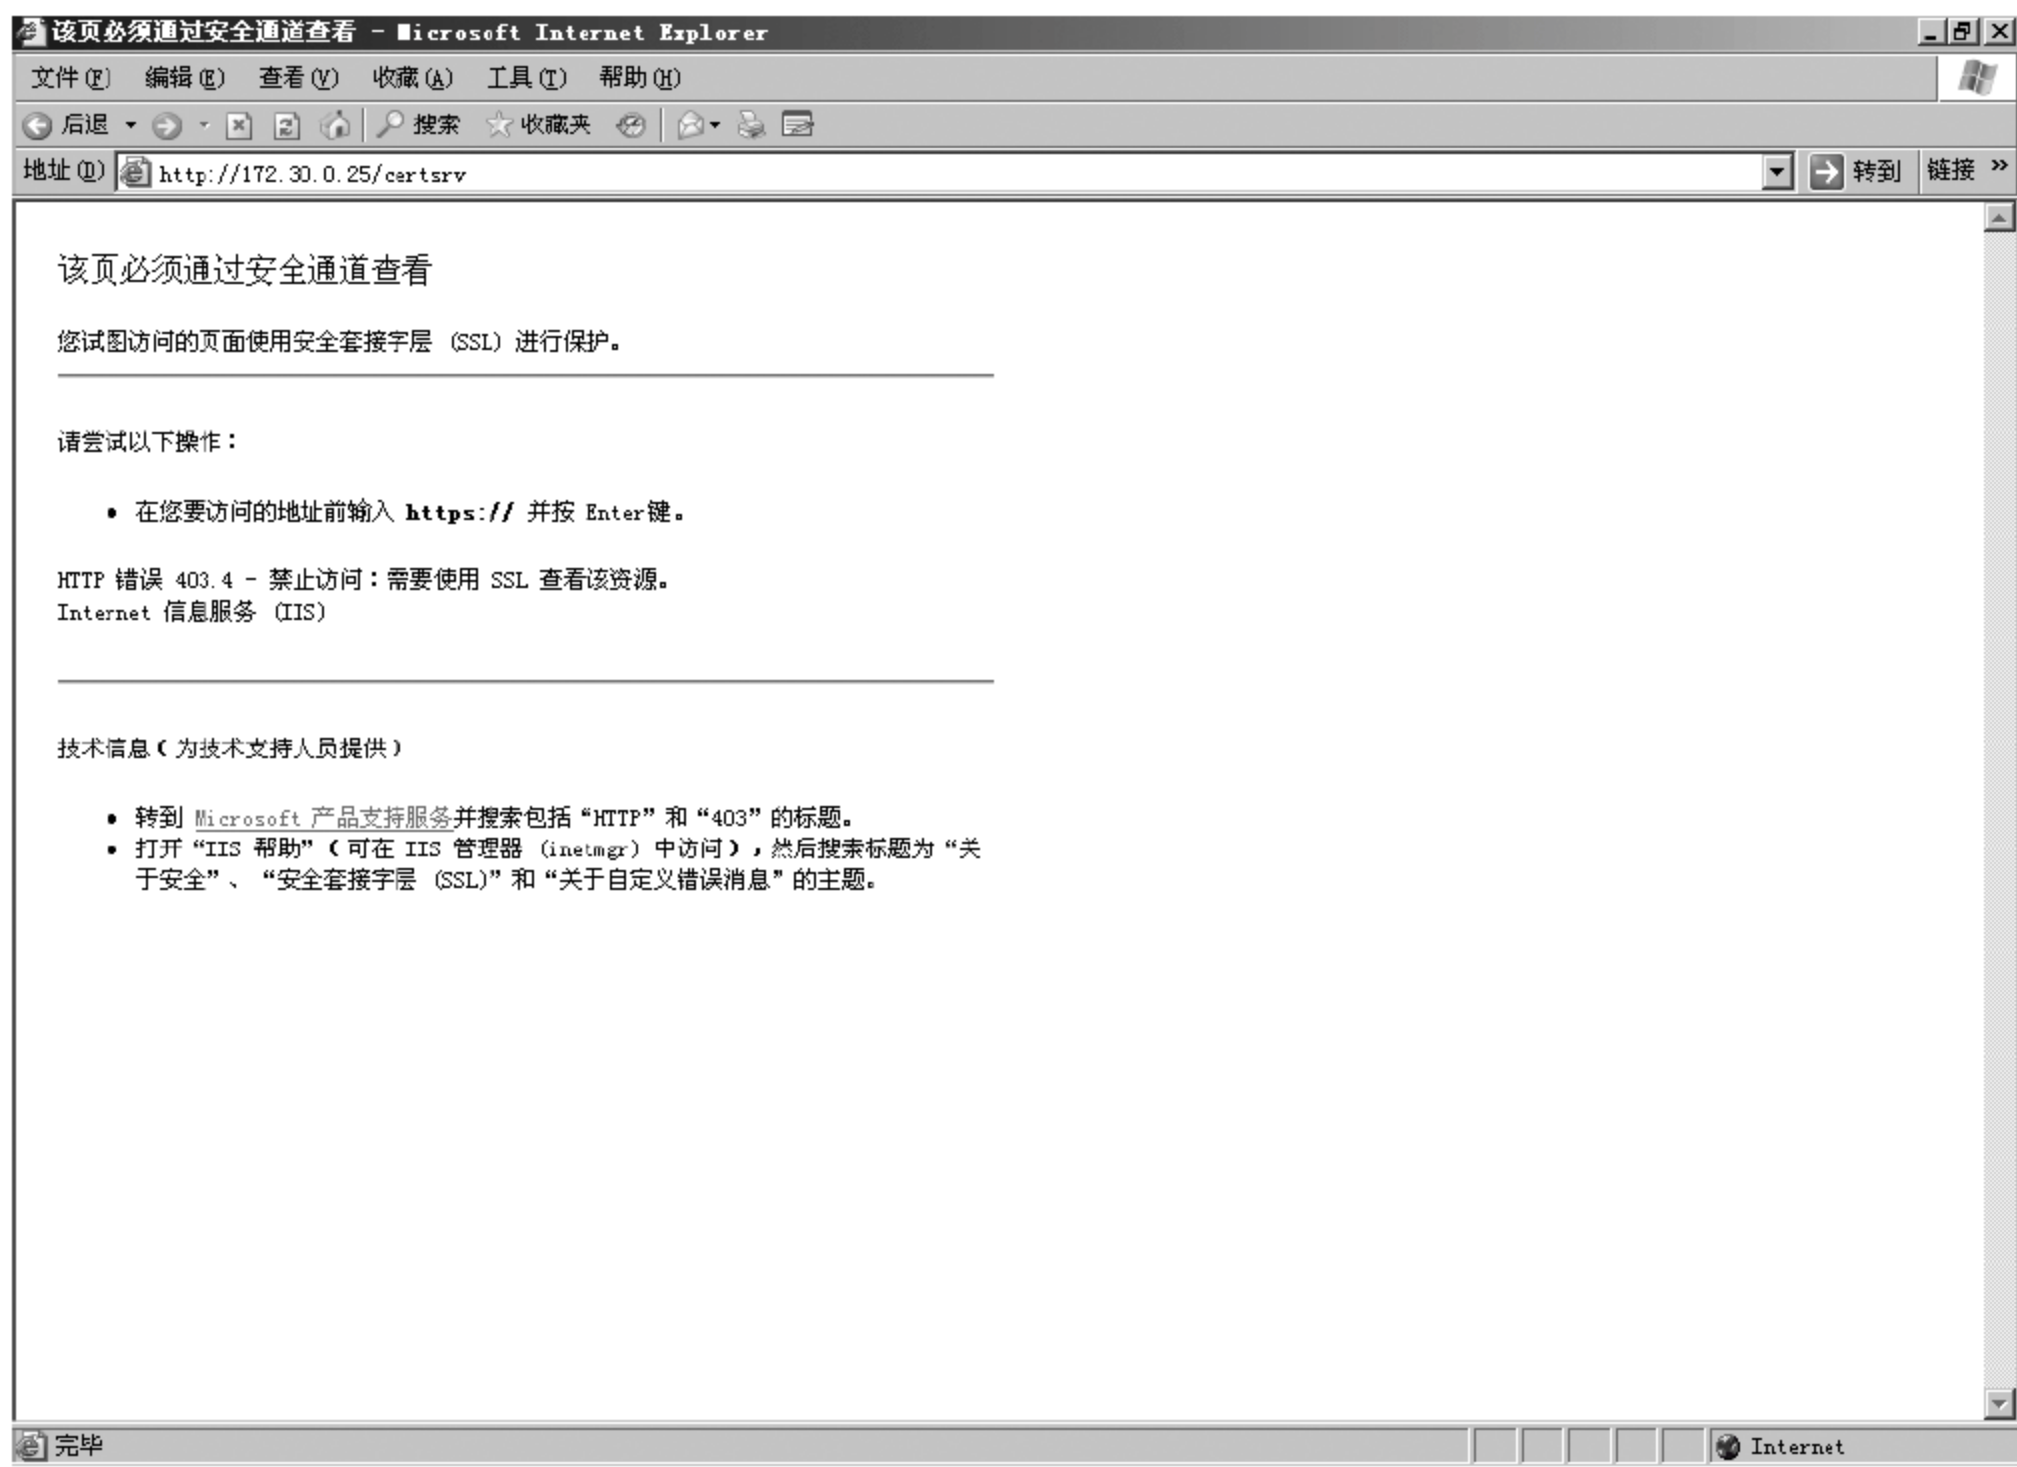 该页必须通过安全通道查看 - Microsoft Internet Explorer
文件(F) 编辑(E) 查看(V) 收藏(A) 工具(T) 帮助(H)
后退 搜索 收藏夹
地址(D) http://172.30.0.25/certsrv 转到 链接 »
该页必须通过安全通道查看
您试图访问的页面使用安全套接字层 (SSL) 进行保护。
请尝试以下操作：
• 在您要访问的地址前输入 https:// 并按 Enter键。
HTTP 错误 403.4 - 禁止访问：需要使用 SSL 查看该资源。
Internet 信息服务 (IIS)
技术信息（为技术支持人员提供）
• 转到 Microsoft 产品支持服务并搜索包括“HTTP”和“403”的标题。
• 打开“IIS 帮助”（可在 IIS 管理器 (inetmgr) 中访问），然后搜索标题为“关
于安全”、“安全套接字层 (SSL)”和“关于自定义错误消息”的主题。
完毕 Internet